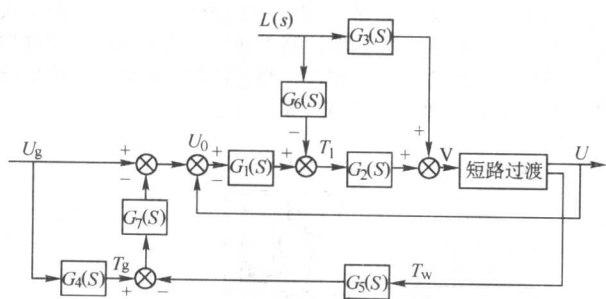 L(s)
G3(S)
G6(S)
+
−
Ug
+
−
U0
+
−
G1(S)
+
T1
G2(S)
+
V
短路过渡
U
G7(S)
G4(S)
Tg
+
−
G5(S)
Tw